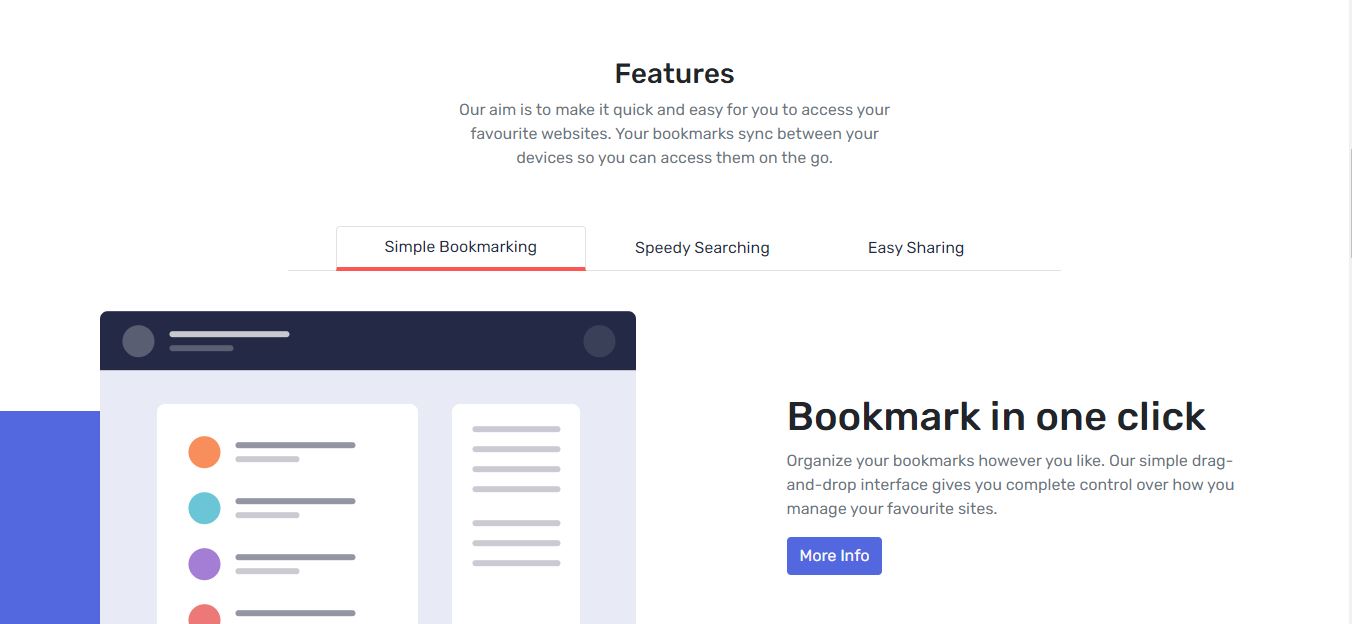 Features
Our aim is to make it quick and easy for you to access your
favourite websites. Your bookmarks sync between your
devices so you can access them on the go.
Simple Bookmarking
Speedy Searching
Easy Sharing
Bookmark in one click
Organize your bookmarks however you like. Our simple drag-
and-drop interface gives you complete control over how you
manage your favourite sites.
More Info